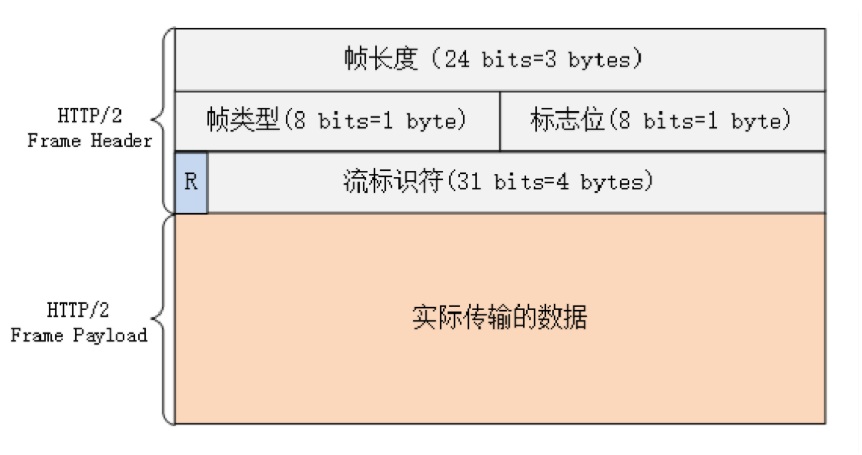 帧长度（24 bits=3 bytes)
HTTP/2
Frame Header
帧类型(8 bits=1 byte)
标志位(8 bits=1 byte)
R
流标识符(31 bits=4 bytes)
HTTP/2
Frame Payload
实际传输的数据